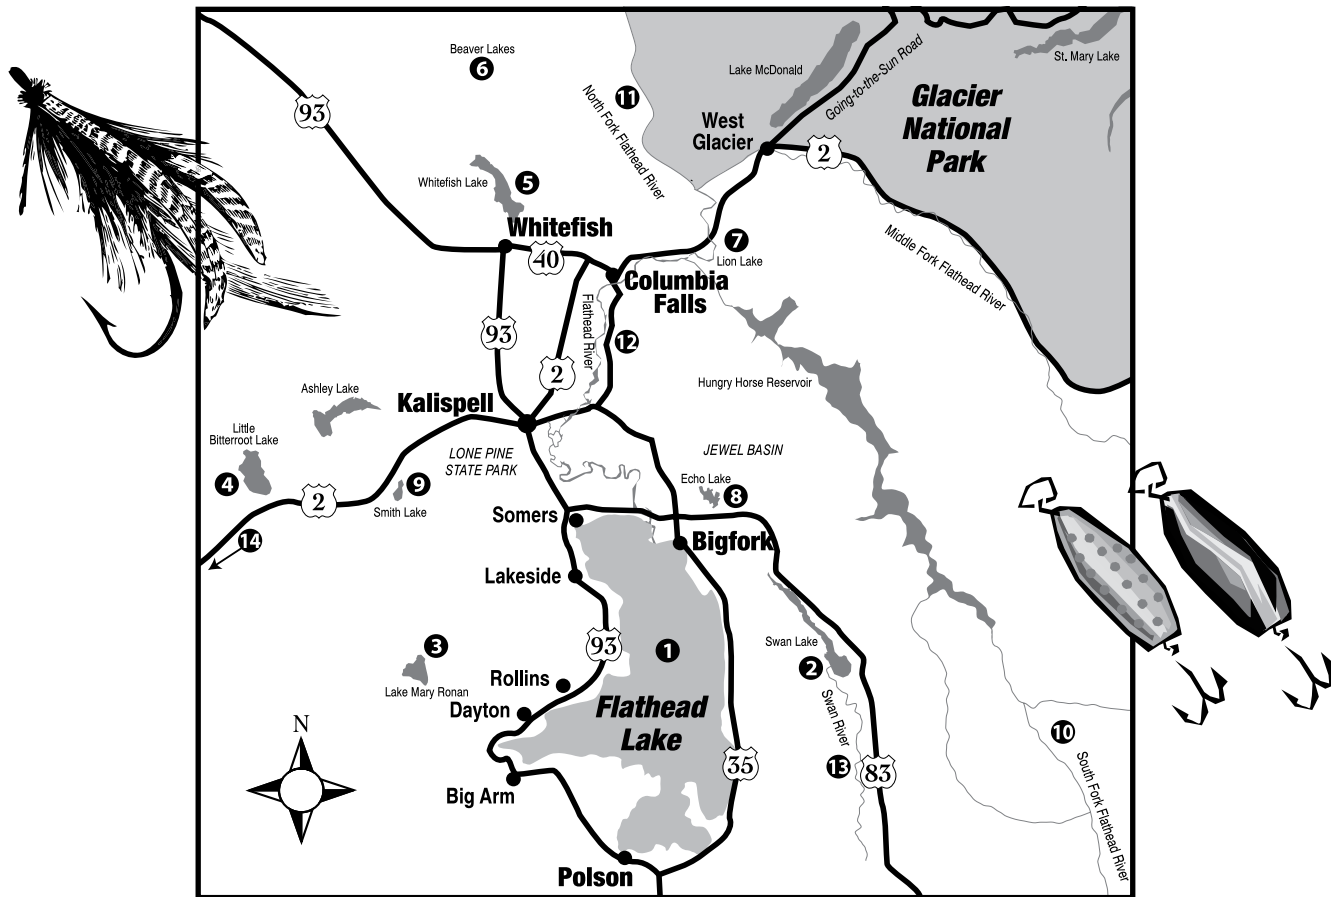 Beaver Lakes
6
93
11
North Fork Flathead River
Lake McDonald
Going-to-the-Sun Road
St. Mary Lake
Glacier
National
Park
West
Glacier
2
Whitefish Lake
5
Whitefish
40
7
Lion Lake
Middle Fork Flathead River
Columbia
Falls
93
Flathead River
12
2
Hungry Horse Reservoir
Ashley Lake
Kalispell
Little
Bitterroot Lake
4
LONE PINE
STATE PARK
JEWEL BASIN
2
9
Smith Lake
Echo Lake
8
14
Somers
Bigfork
Lakeside
3
Lake Mary Ronan
93
1
Swan Lake
2
Rollins
Dayton
Flathead
Lake
Swan River
N
35
13
83
10
South Fork Flathead River
Big Arm
Polson